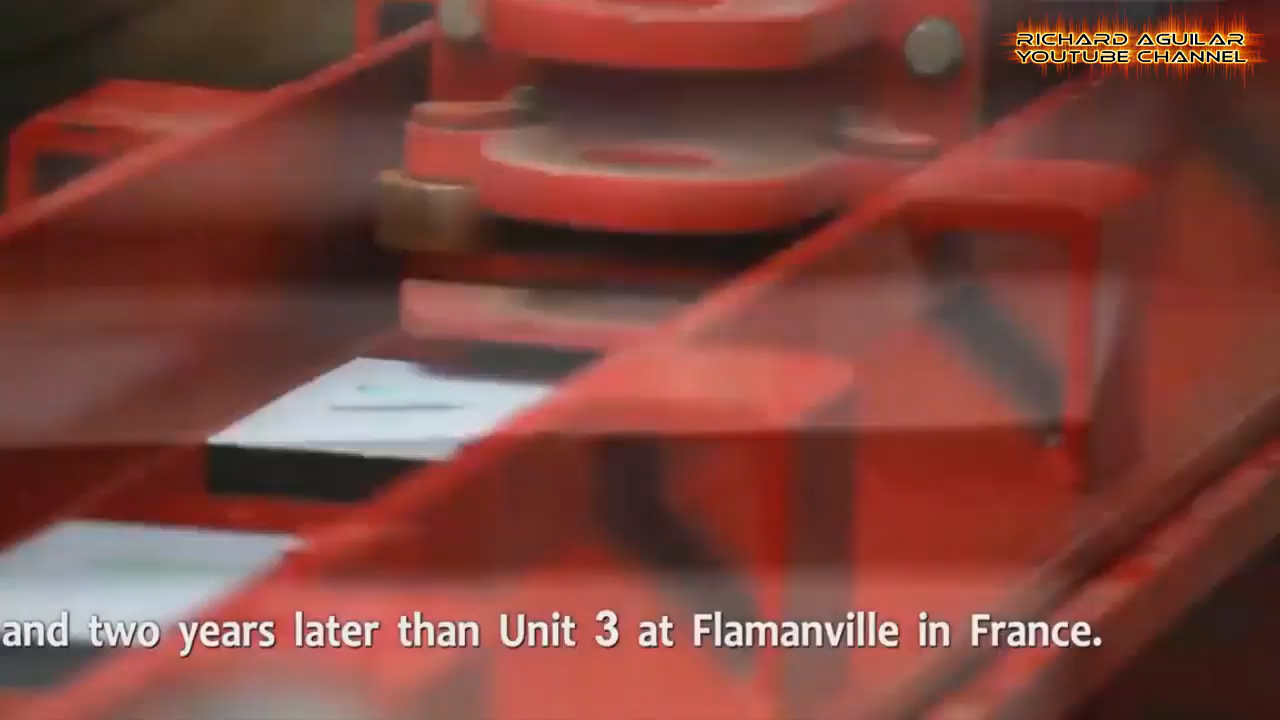 RICHARD AGUILAR
YOUTUBE CHANNEL
and two years later than Unit 3 at Flamanville in France.